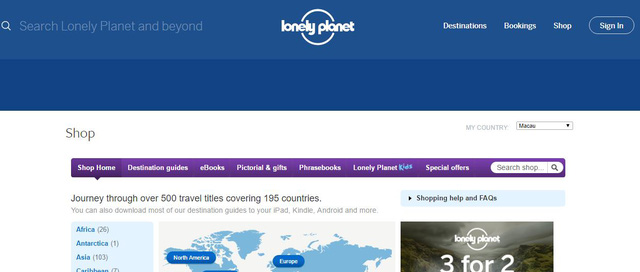 Search Lonely Planet and beyond
lonely planet
Destinations
Bookings
Shop
Sign In
Shop
MY COUNTRY:
Macau
Shop Home
Destination guides
eBooks
Pictorial & gifts
Phrasebooks
Lonely Planet Kids
Special offers
Search shop...
Journey through over 500 travel titles covering 195 countries.
You can also download most of our destination guides to your iPad, Kindle, Android and more.
Shopping help and FAQs
Africa (26)
Antarctica (1)
Asia (103)
Caribbean (7)
North America
Europe
lonely planet
3 for 2